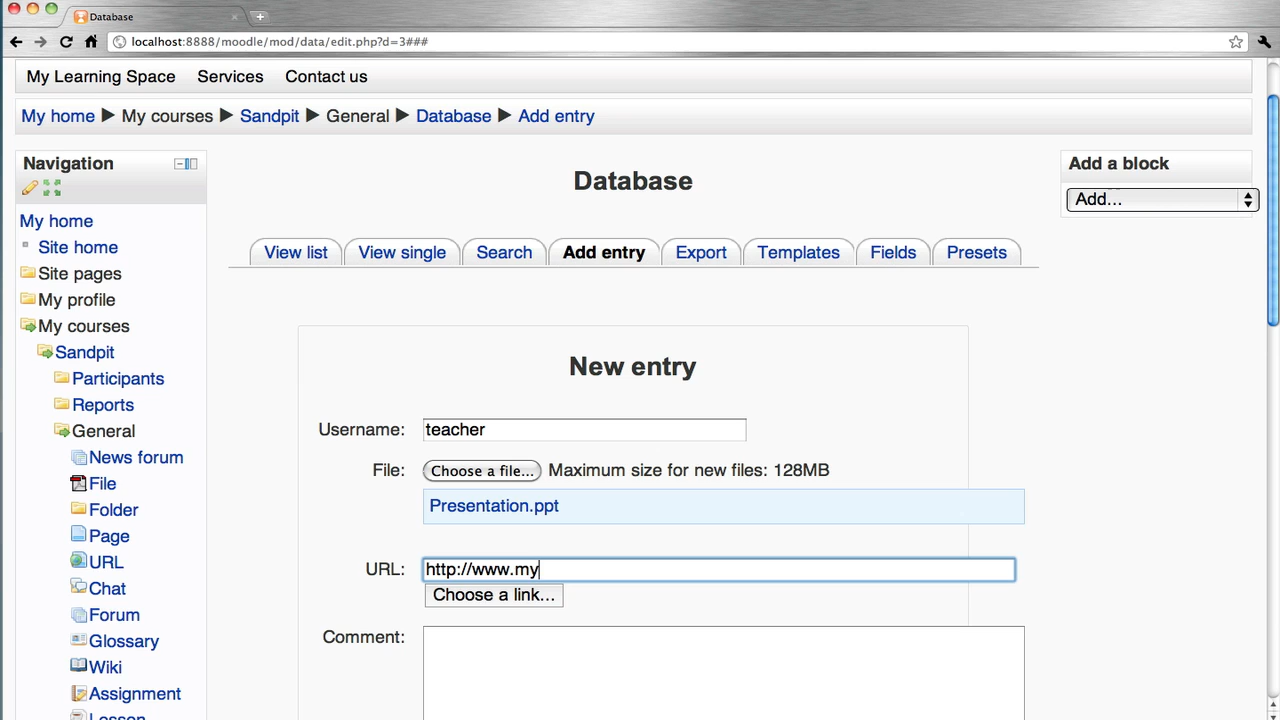 Database
localhost:8888/moodle/mod/data/edit.php?d=3###
My Learning Space Services Contact us
My home ▶ My courses ▶ Sandpit ▶ General ▶ Database ▶ Add entry
Navigation
My home
Site home
Site pages
My profile
My courses
Sandpit
Participants
Reports
General
News forum
File
Folder
Page
URL
Chat
Forum
Glossary
Wiki
Assignment
Lesson
Database
View list View single Search Add entry Export Templates Fields Presets
New entry
Username: teacher
File: Choose a file... Maximum size for new files: 128MB
Presentation.ppt
URL: http://www.my
Choose a link...
Comment:
Add a block
Add...